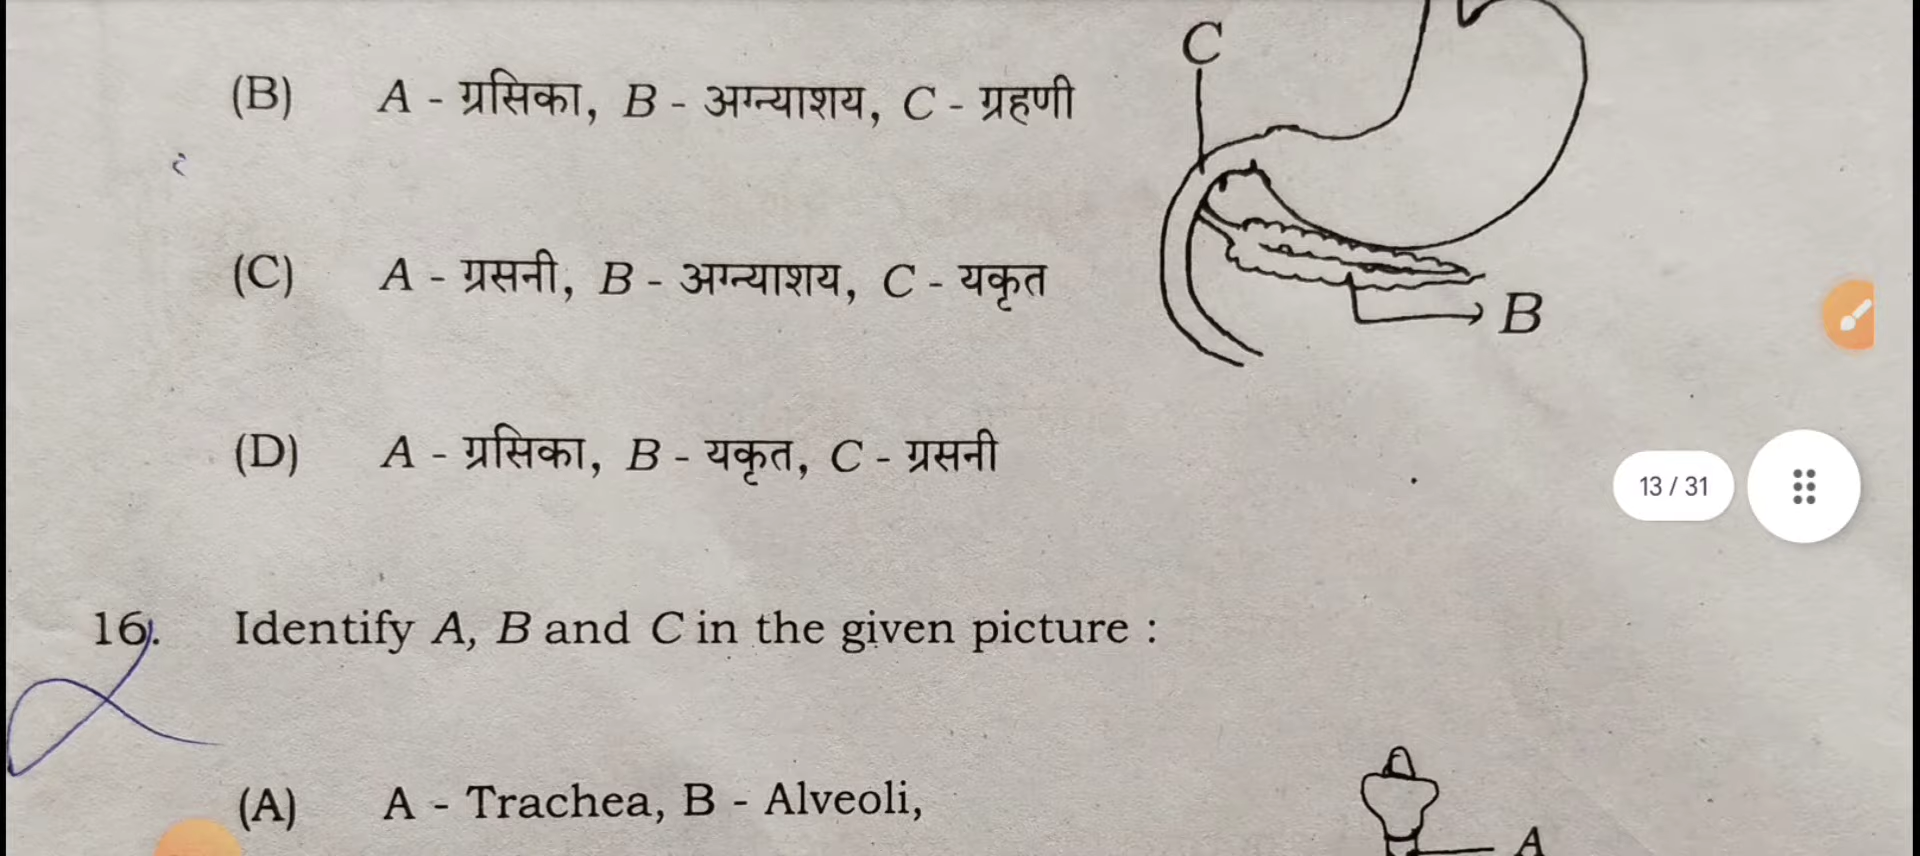 C
(B) A - ग्रसिका, B - अग्न्याशय, C - ग्रहणी
(C) A - ग्रसनी, B - अग्न्याशय, C - यकृत
B
(D) A - ग्रसिका, B - यकृत, C - ग्रसनी
13 / 31
16. Identify A, B and C in the given picture :
(A) A - Trachea, B - Alveoli,
A